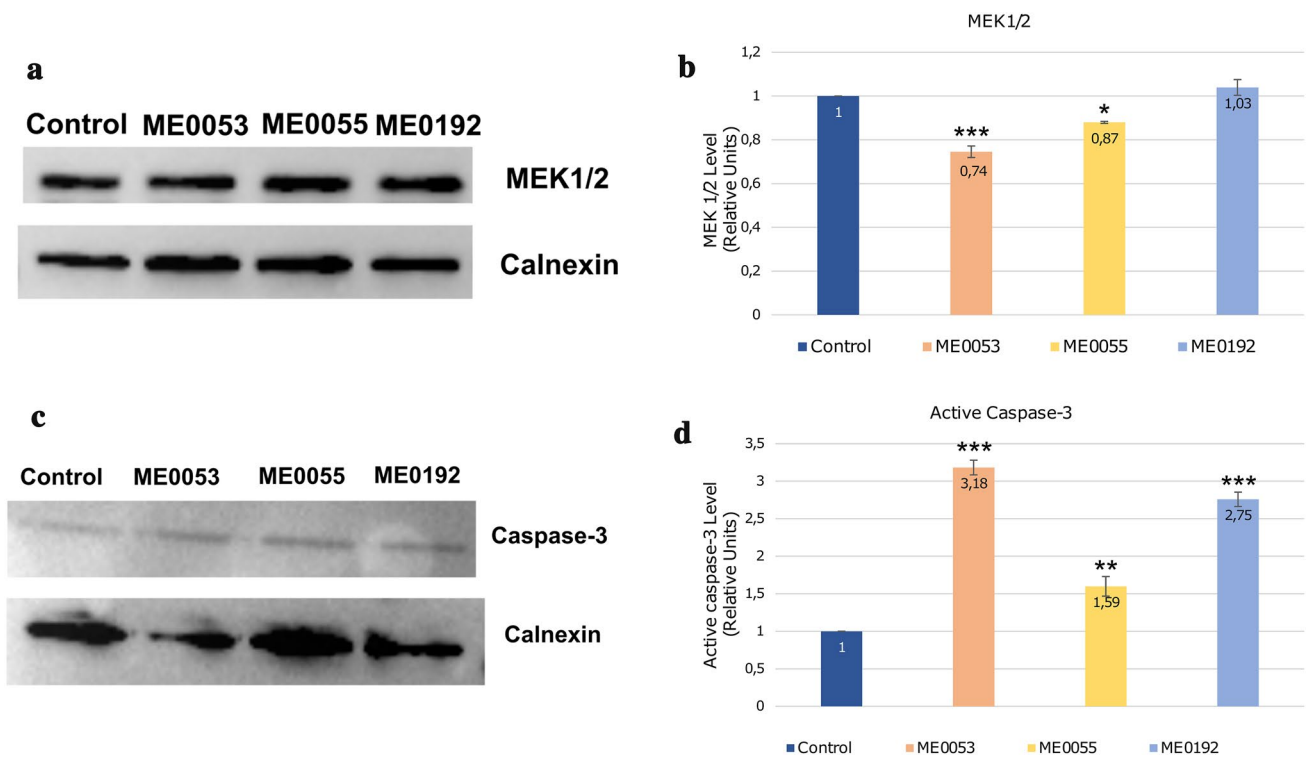 a
Control ME0053 ME0055 ME0192
MEK1/2
Calnexin
b
MEK1/2
MEK 1/2 Level
(Relative Units)
1,2
1
0,8
0,6
0,4
0,2
0
1
***
0,74
*
0,87
1,03
Control ME0053 ME0055 ME0192
c
Control ME0053 ME0055 ME0192
Caspase-3
Calnexin
d
Active Caspase-3
Active caspase-3 Level
(Relative Units)
3,5
3
2,5
2
1,5
1
0,5
0
1
***
3,18
**
1,59
***
2,75
Control ME0053 ME0055 ME0192